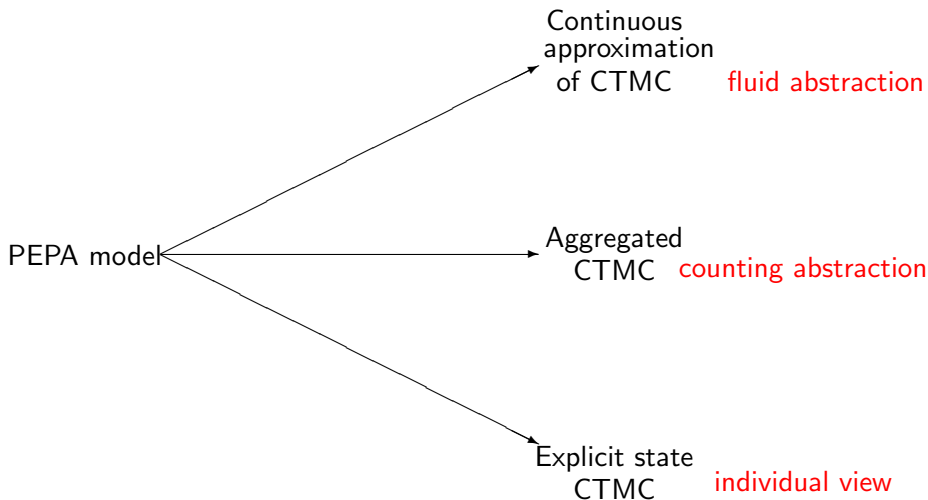 Continuous
approximation
of CTMC fluid abstraction
PEPA model
Aggregated
CTMC counting abstraction
Explicit state
CTMC individual view